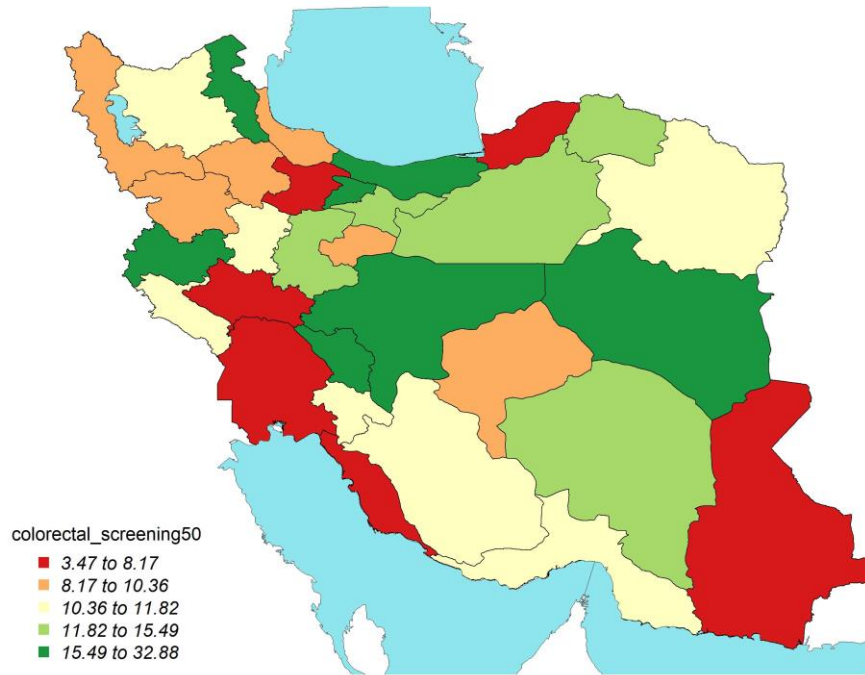 colorectal_screening50
3.47 to 8.17
8.17 to 10.36
10.36 to 11.82
11.82 to 15.49
15.49 to 32.88